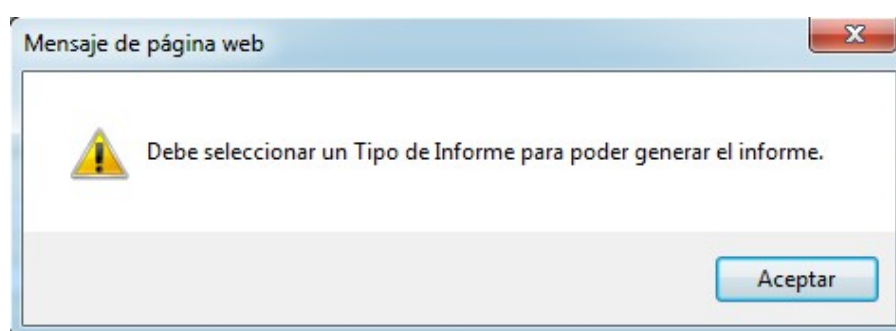 Mensaje de página web
Debe seleccionar un Tipo de Informe para poder generar el informe.
Aceptar